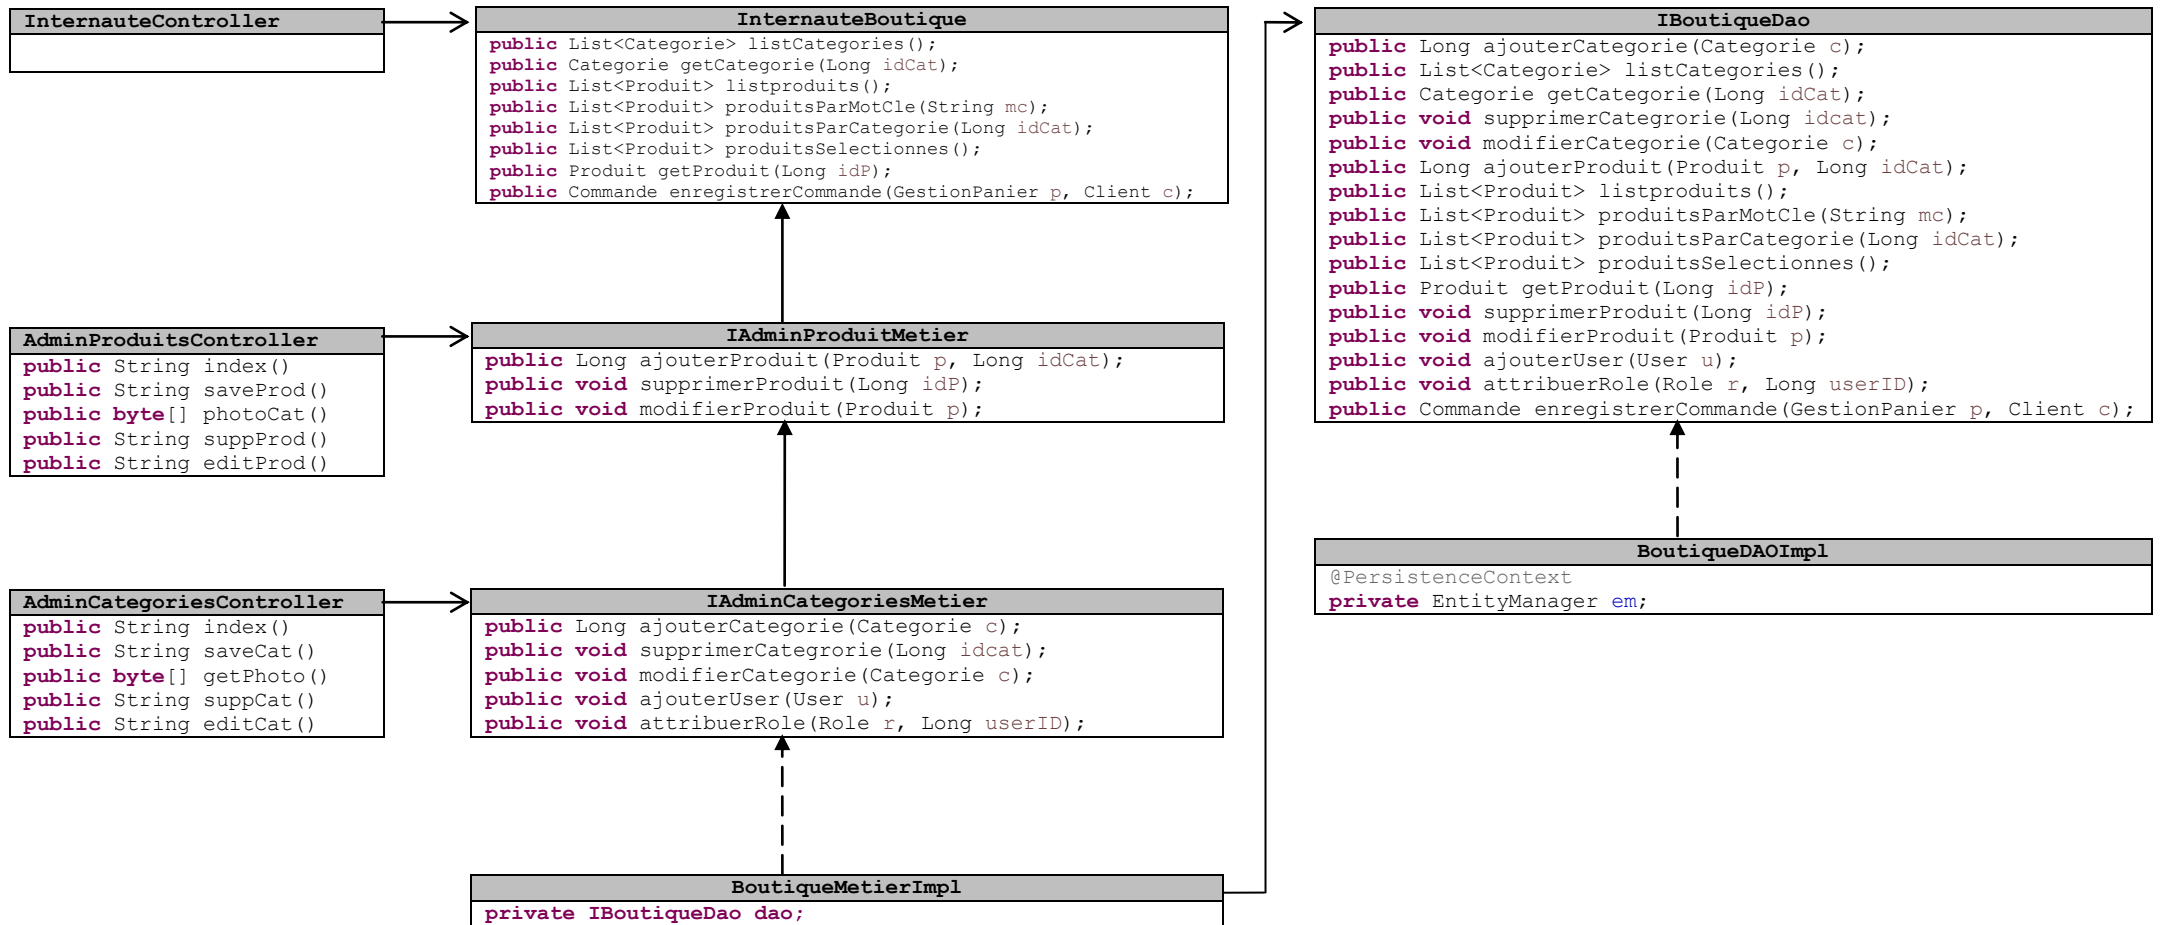 InternauteController
InternauteBoutique
public List<Categorie> listCategories();
public Categorie getCategorie(Long idCat);
public List<Produit> listproduits();
public List<Produit> produitsParMotCle(String mc);
public List<Produit> produitsParCategorie(Long idCat);
public List<Produit> produitsSelectionnes();
public Produit getProduit(Long idP);
public Commande enregistrerCommande(GestionPanier p, Client c);
IBoutiqueDao
public Long ajouterCategorie(Categorie c);
public List<Categorie> listCategories();
public Categorie getCategorie(Long idCat);
public void supprimerCategrorie(Long idcat);
public void modifierCategorie(Categorie c);
public Long ajouterProduit(Produit p, Long idCat);
public List<Produit> listproduits();
public List<Produit> produitsParMotCle(String mc);
public List<Produit> produitsParCategorie(Long idCat);
public List<Produit> produitsSelectionnes();
public Produit getProduit(Long idP);
public void supprimerProduit(Long idP);
public void modifierProduit(Produit p);
public void ajouterUser(User u);
public void attribuerRole(Role r, Long userID);
public Commande enregistrerCommande(GestionPanier p, Client c);
AdminProduitsController
public String index()
public String saveProd()
public byte[] photoCat()
public String suppProd()
public String editProd()
IAdminProduitMetier
public Long ajouterProduit(Produit p, Long idCat);
public void supprimerProduit(Long idP);
public void modifierProduit(Produit p);
BoutiqueDAOImpl
@PersistenceContext
private EntityManager em;
AdminCategoriesController
public String index()
public String saveCat()
public byte[] getPhoto()
public String suppCat()
public String editCat()
IAdminCategoriesMetier
public Long ajouterCategorie(Categorie c);
public void supprimerCategrorie(Long idcat);
public void modifierCategorie(Categorie c);
public void ajouterUser(User u);
public void attribuerRole(Role r, Long userID);
BoutiqueMetierImpl
private IBoutiqueDao dao;